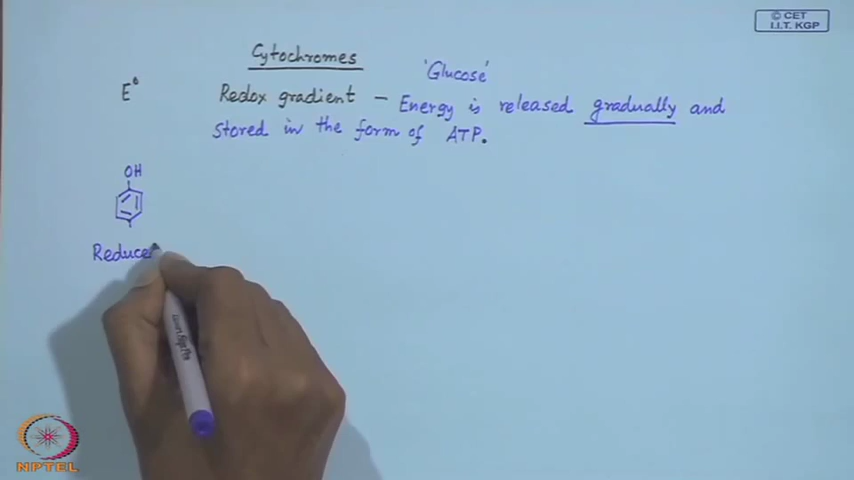 © CET
I.I.T. KGP
Cytochromes
'Glucose'
E° Redox gradient - Energy is released gradually and
stored in the form of ATP.
OH
Reduce
NPTEL